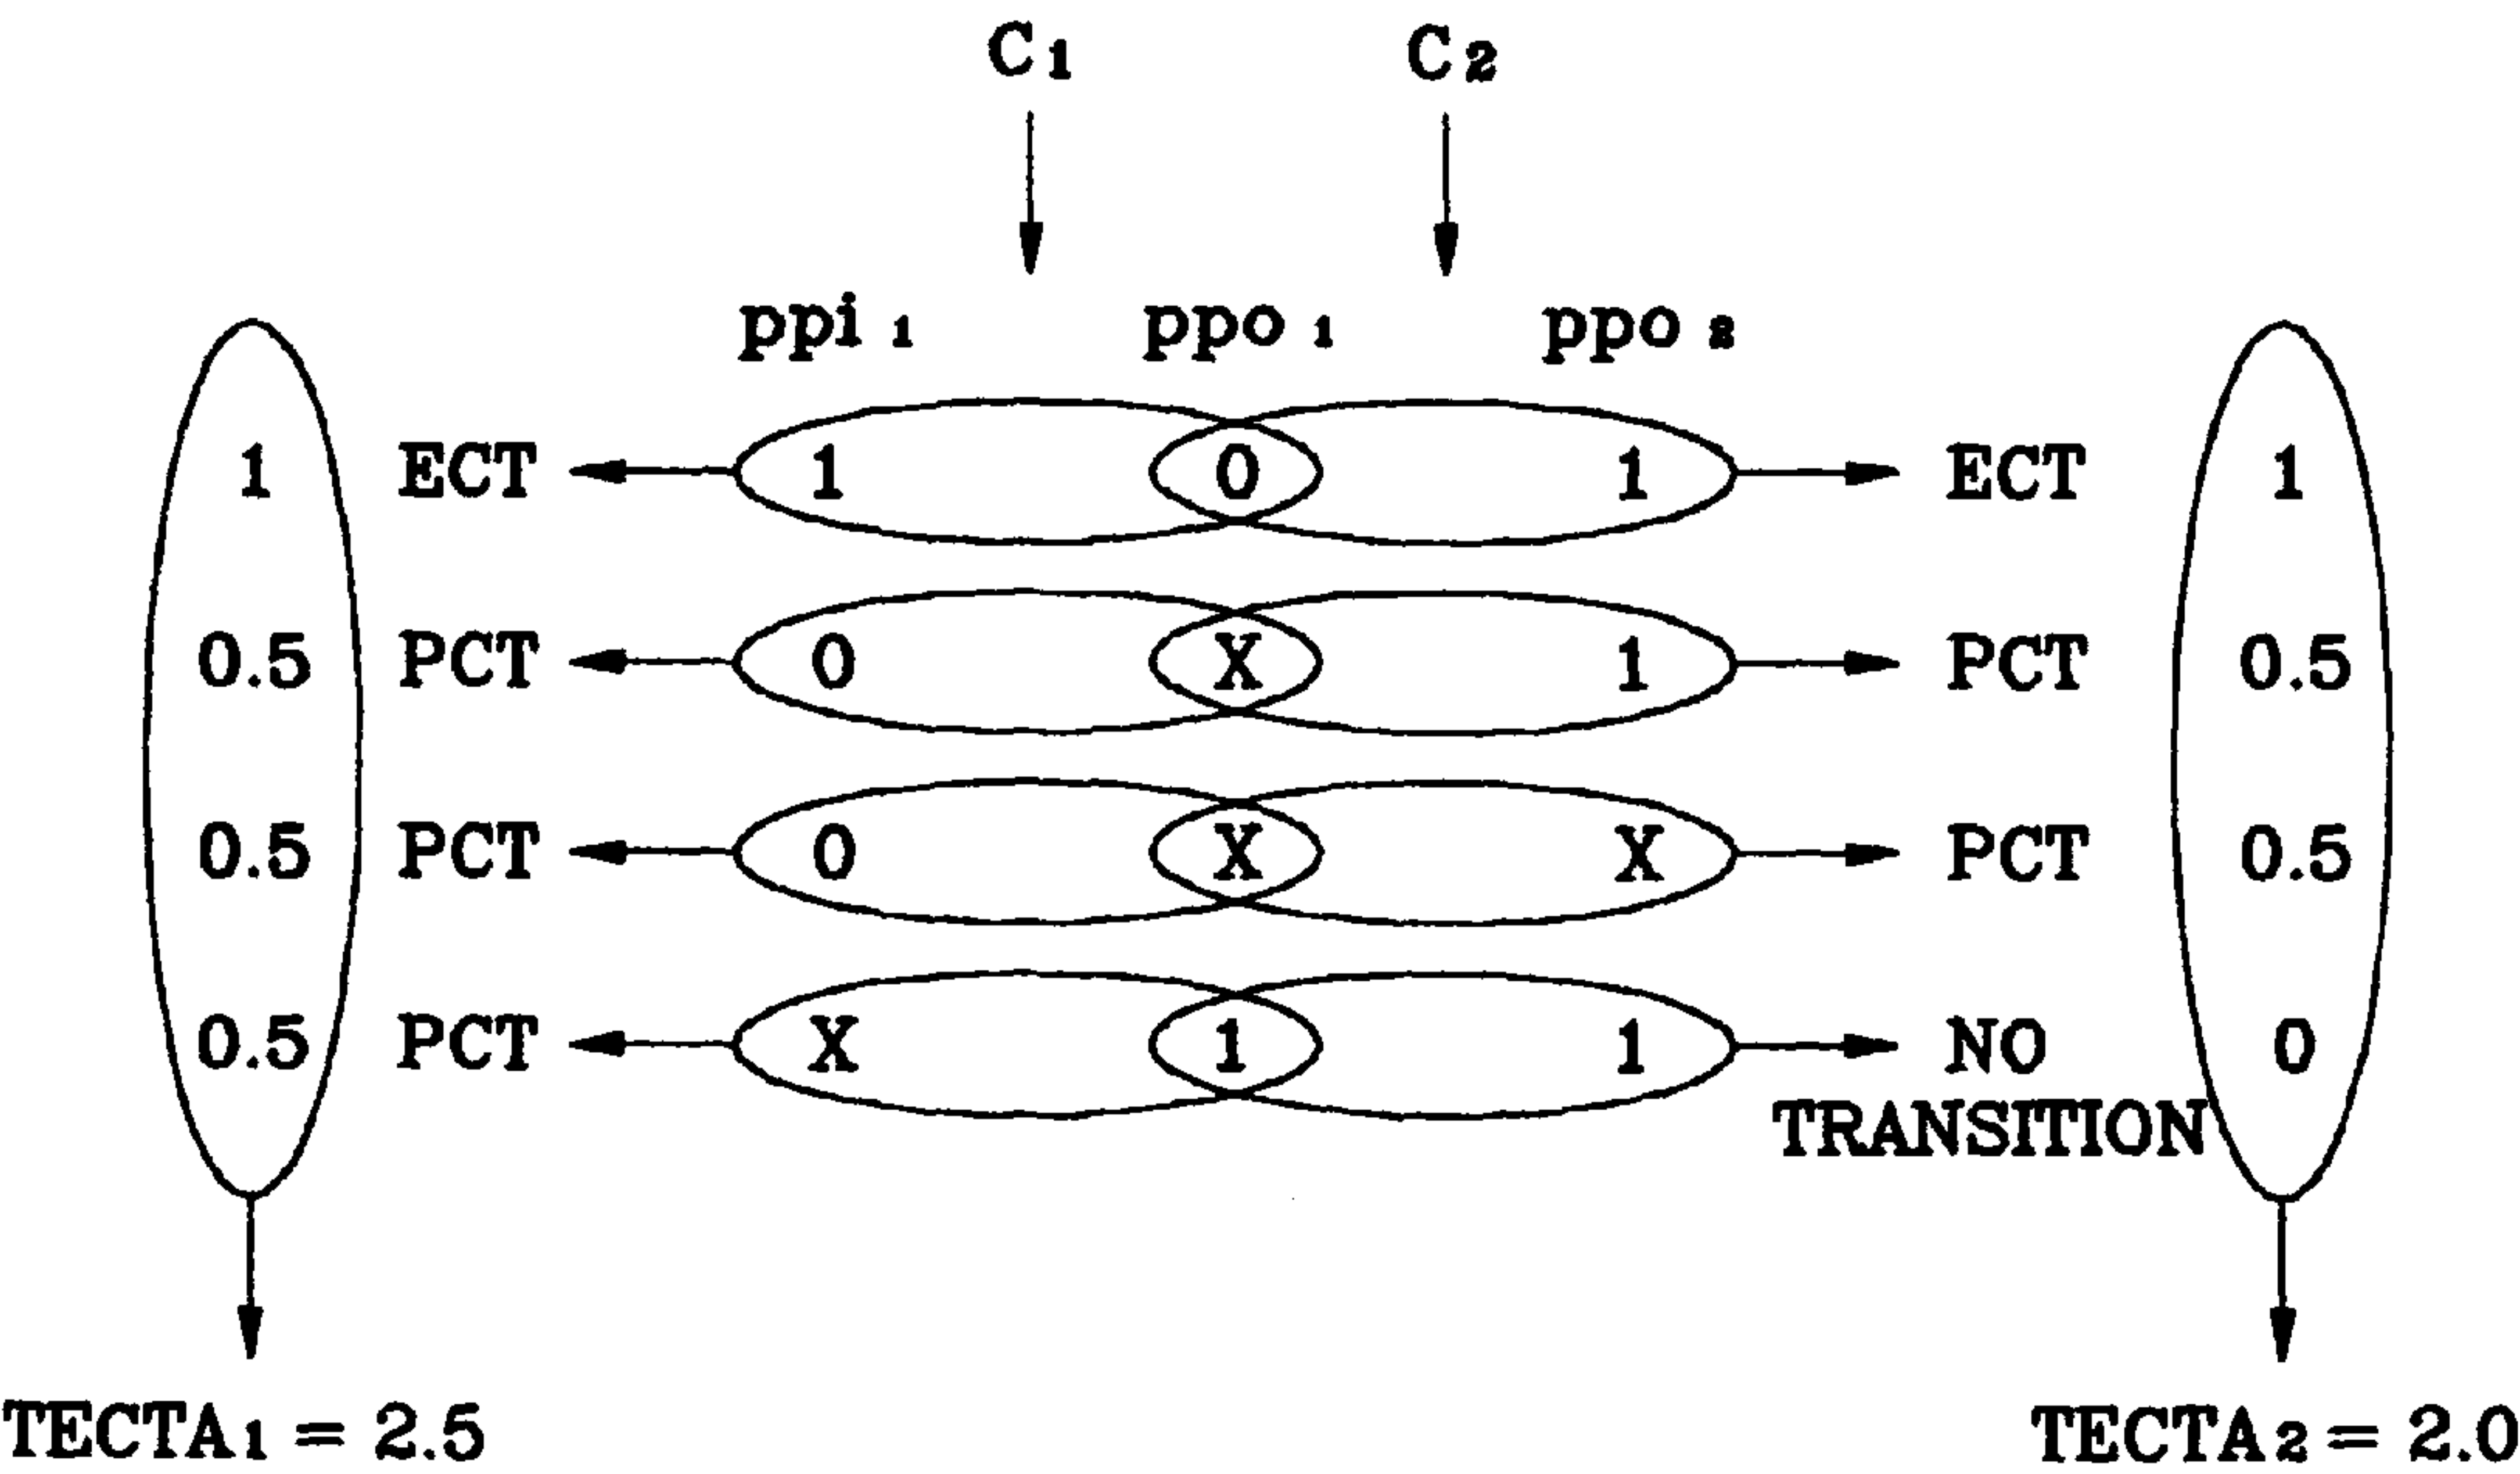 C1 C2
ppi 1 ppo 1 ppo 2
1 ECT 1 0 1 ECT 1
0.5 PCT 0 X 1 PCT 0.5
0.5 PCT 0 X X PCT 0.5
0.5 PCT X 1 1 NO 0
TRANSITION
TECTA1 = 2.5 TECTA2 = 2.0